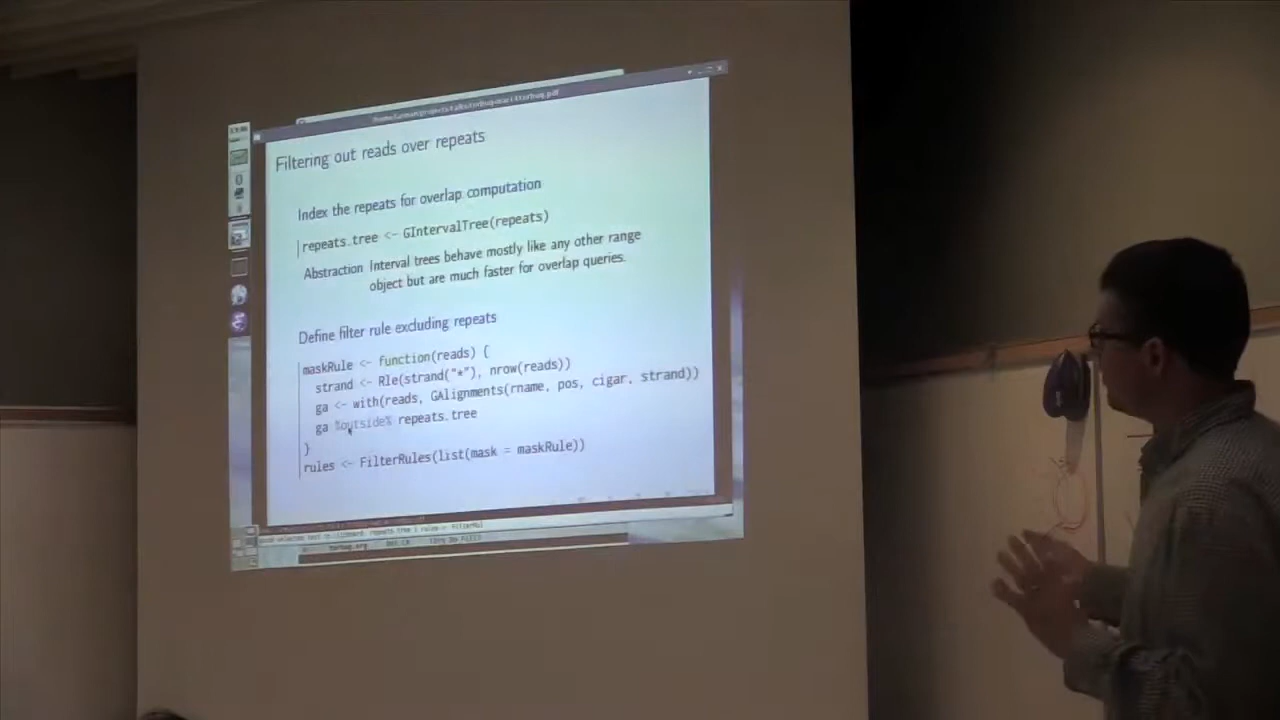 Filtering out reads over repeats
Index the repeats for overlap computation
repeats.tree <- GIntervalTree(repeats)
Abstraction Interval trees behave mostly like any other range
object but are much faster for overlap queries.
Define filter rule excluding repeats
maskRule <- function(reads) {
strand <- Rle(strand("*"), nrow(reads))
ga <- with(reads, GAlignments(rname, pos, cigar, strand))
ga %outside% repeats.tree
}
rules <- FilterRules(list(mask = maskRule))